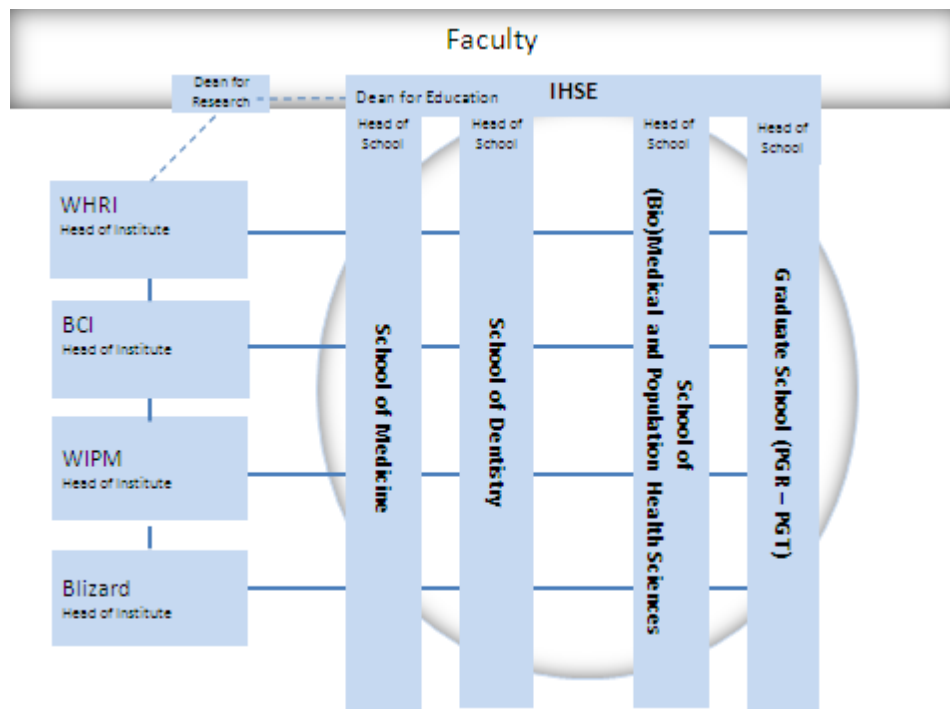 Faculty
Dean for
Research
Dean for Education
IHSE
Head of
School
Head of
School
Head of
School
Head of
School
WHRI
Head of Institute
BCI
Head of Institute
WIPM
Head of Institute
Blizard
Head of Institute
School of Medicine
School of Dentistry
School of
(Bio)Medical and Population Health Sciences
Graduate School (PGR – PGT)